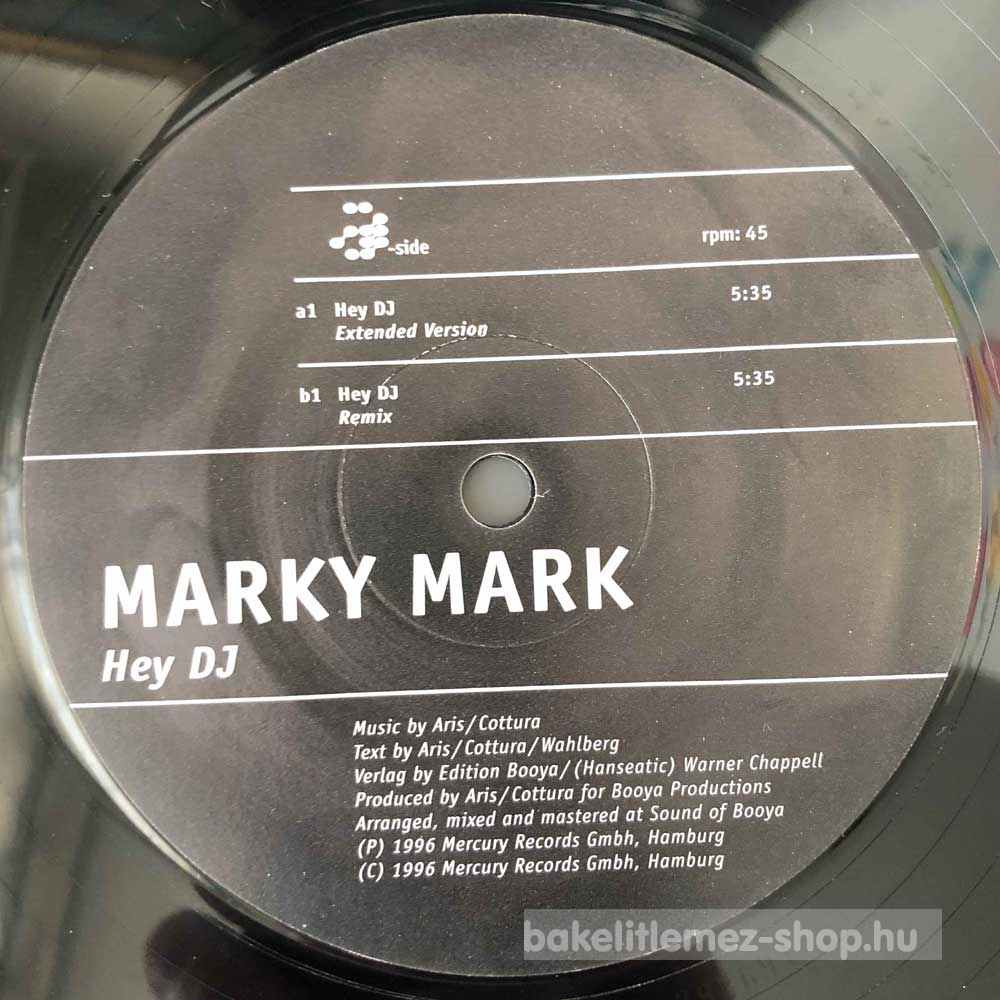 -side
rpm: 45
a1 Hey DJ 5:35
Extended Version
b1 Hey DJ 5:35
Remix
MARKY MARK
Hey DJ
Music by Aris/Cottura
Text by Aris/Cottura/Wahlberg
Verlag by Edition Booya/(Hanseatic) Warner Chappell
Produced by Aris/Cottura for Booya Productions
Arranged, mixed and mastered at Sound of Booya
(P) 1996 Mercury Records Gmbh, Hamburg
(C) 1996 Mercury Records Gmbh, Hamburg
bakelitlemez-shop.hu